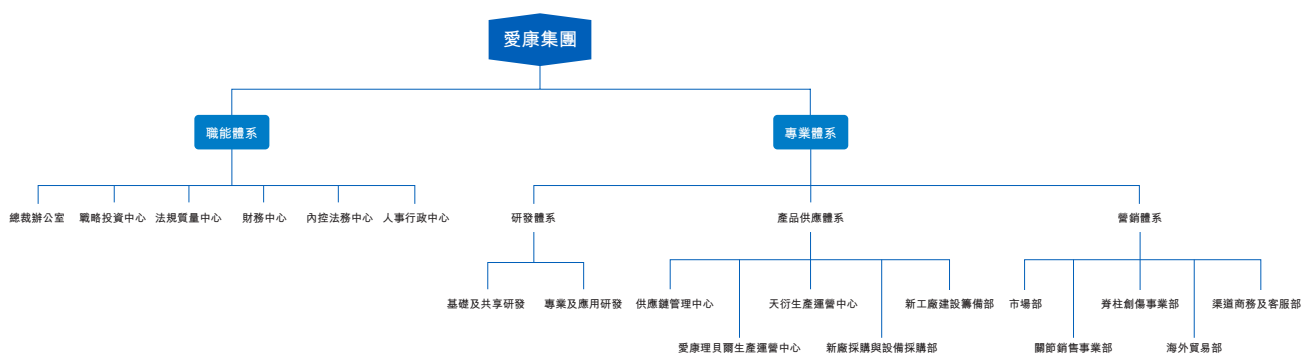 愛康集團
職能體系
專業體系
總裁辦公室
戰略投資中心
法規質量中心
財務中心
內控法務中心
人事行政中心
研發體系
產品供應體系
營銷體系
基礎及共享研發
專業及應用研發
供應鏈管理中心
天衍生產運營中心
新工廠建設籌備部
市場部
脊柱創傷事業部
渠道商務及客服部
愛康理貝爾生產運營中心
新廠採購與設備採購部
關節銷售事業部
海外貿易部